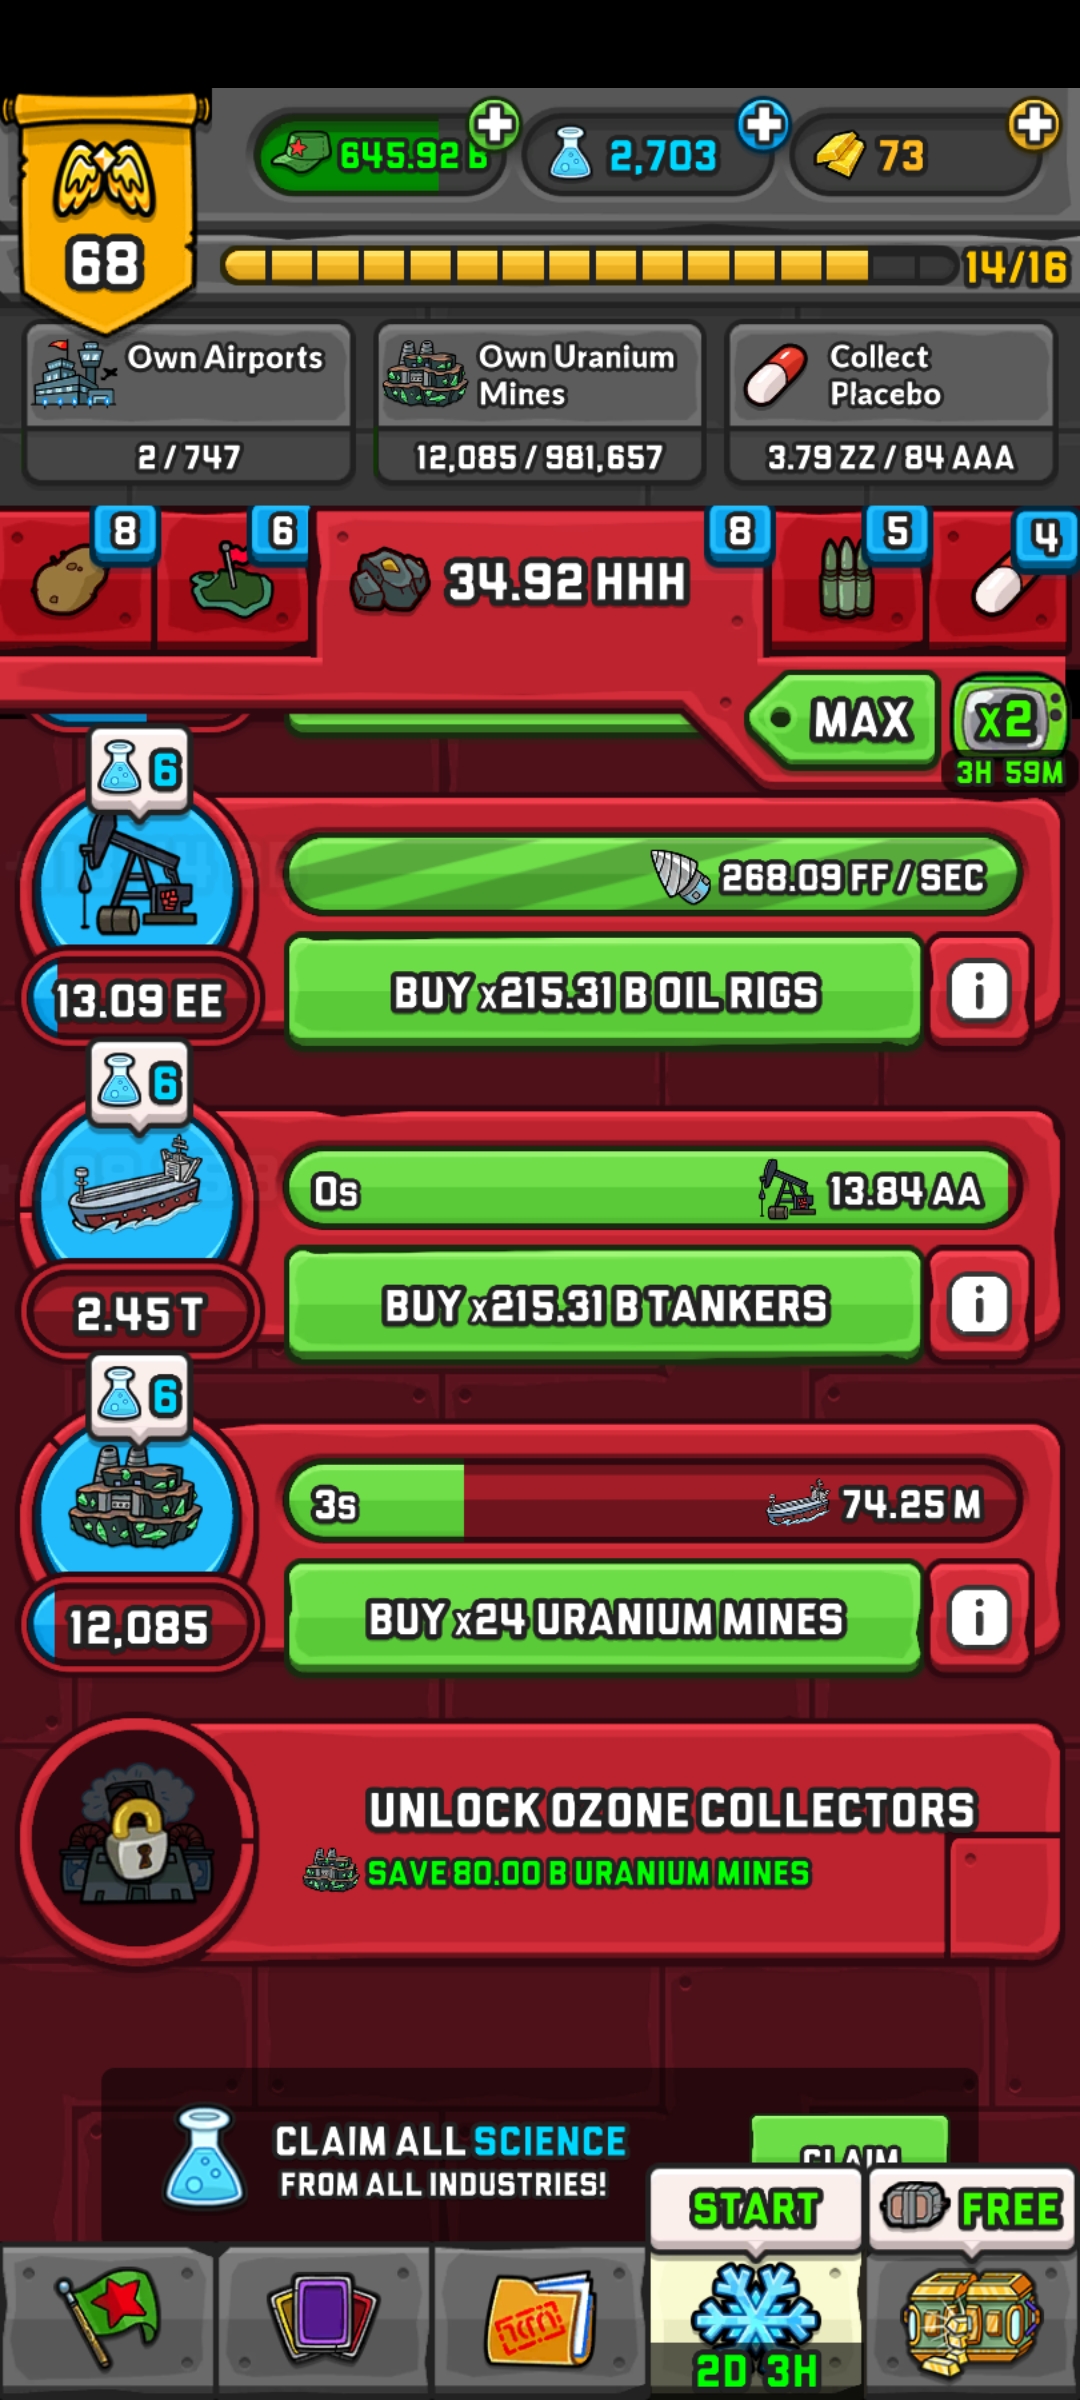 645.92 B
2,703
73
68
14/16
Own Airports
2 / 747
Own Uranium
Mines
12,085 / 981,657
Collect
Placebo
3.79 ZZ / 84 AAA
8
6
34.92 HHH
8
5
4
MAX
x2
3H 59M
6
268.09 FF / SEC
13.09 EE
BUY x215.31 B OIL RIGS
i
6
0s
13.84 AA
2.45 T
BUY x215.31 B TANKERS
i
6
3s
74.25 M
12,085
BUY x24 URANIUM MINES
i
UNLOCK OZONE COLLECTORS
SAVE 80.00 B URANIUM MINES
CLAIM ALL SCIENCE
FROM ALL INDUSTRIES!
CLAIM
START
FREE
2D 3H